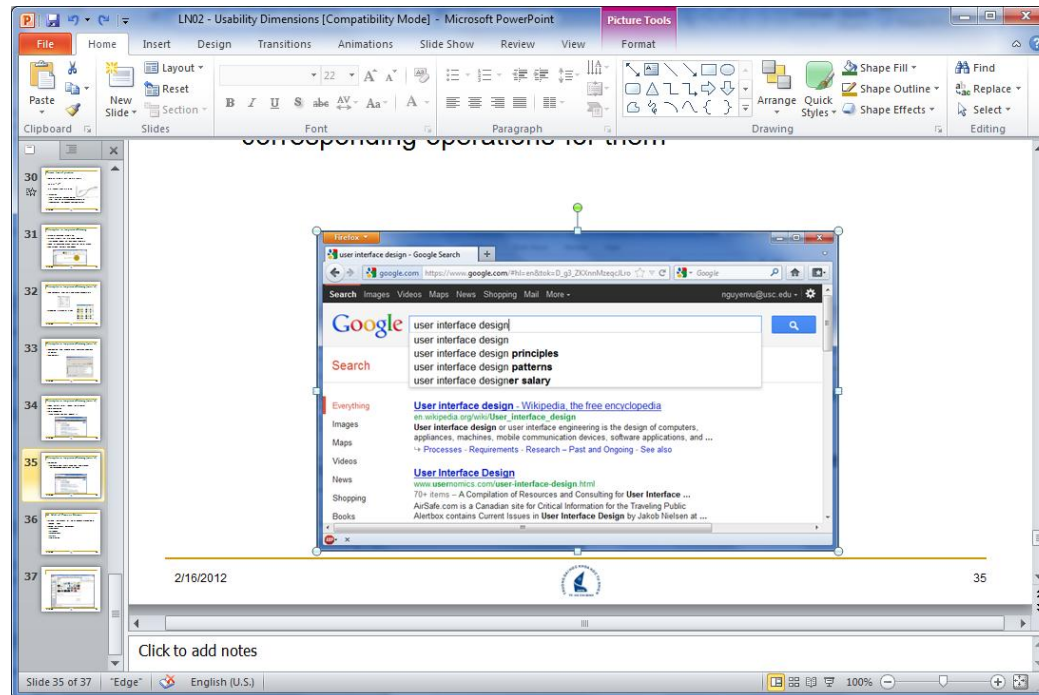 LN02 - Usability Dimensions [Compatibility Mode] - Microsoft PowerPoint
Picture Tools
File Home Insert Design Transitions Animations Slide Show Review View Format
Paste
New Slide
Layout
Reset
Section
22
Shape Fill
Shape Outline
Shape Effects
Arrange
Quick Styles
Find
Replace
Select
Clipboard Slides Font Paragraph Drawing Editing
corresponding operations for them
30
31
32
33
34
35
36
37
Firefox
user interface design - Google Search
google.com https://www.google.com/#hl=en&tok=D_g3_ZKXnnMzeqcJLro Google
Search Images Videos Maps News Shopping Mail More nguyenvu@usc.edu
Google user interface design
user interface design
user interface design principles
Search
user interface design patterns
user interface designer salary
Everything
Images
Maps
Videos
News
Shopping
Books
User interface design - Wikipedia, the free encyclopedia
en.wikipedia.org/wiki/User_interface_design
User interface design or user interface engineering is the design of computers,
appliances, machines, mobile communication devices, software applications, and ...
Processes - Requirements - Research – Past and Ongoing - See also
User Interface Design
www.usernomics.com/user-interface-design.html
70+ items – A Compilation of Resources and Consulting for User Interface ...
AirSafe.com is a Canadian site for Critical Information for the Traveling Public
Alertbox contains Current Issues in User Interface Design by Jakob Nielsen at ...
2/16/2012 35
Click to add notes
Slide 35 of 37 "Edge" English (U.S.) 100%